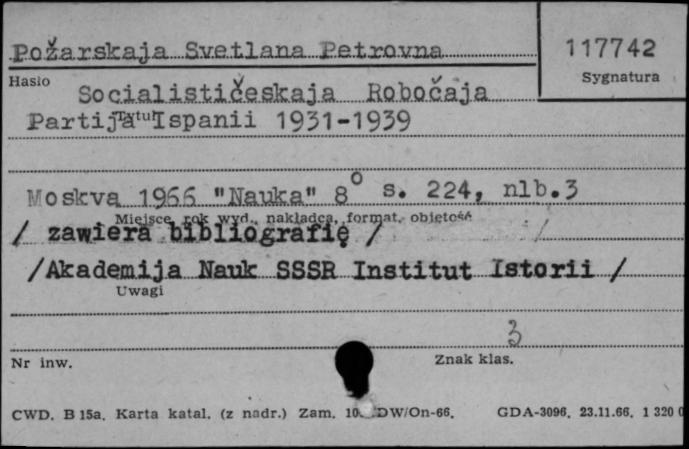 Požarskaja Svetlana Petrovna
117742
Hasło
Sygnatura
Socialističeskaja Robočaja
Partija Ispanii 1931-1939
Tytuł
Moskva 1966 "Nauka" 8° s. 224, nlb.3
Miejsce, rok wyd., nakładca, format, objętość
/ zawiera bibliografię /
/Akademija Nauk SSSR Institut Istorii /
Uwagi
3
Nr inw.
Znak klas.
CWD. B 15a. Karta katal. (z nadr.) Zam. 10. DW/On-66. GDA-3096. 23.11.66. 1 320 0